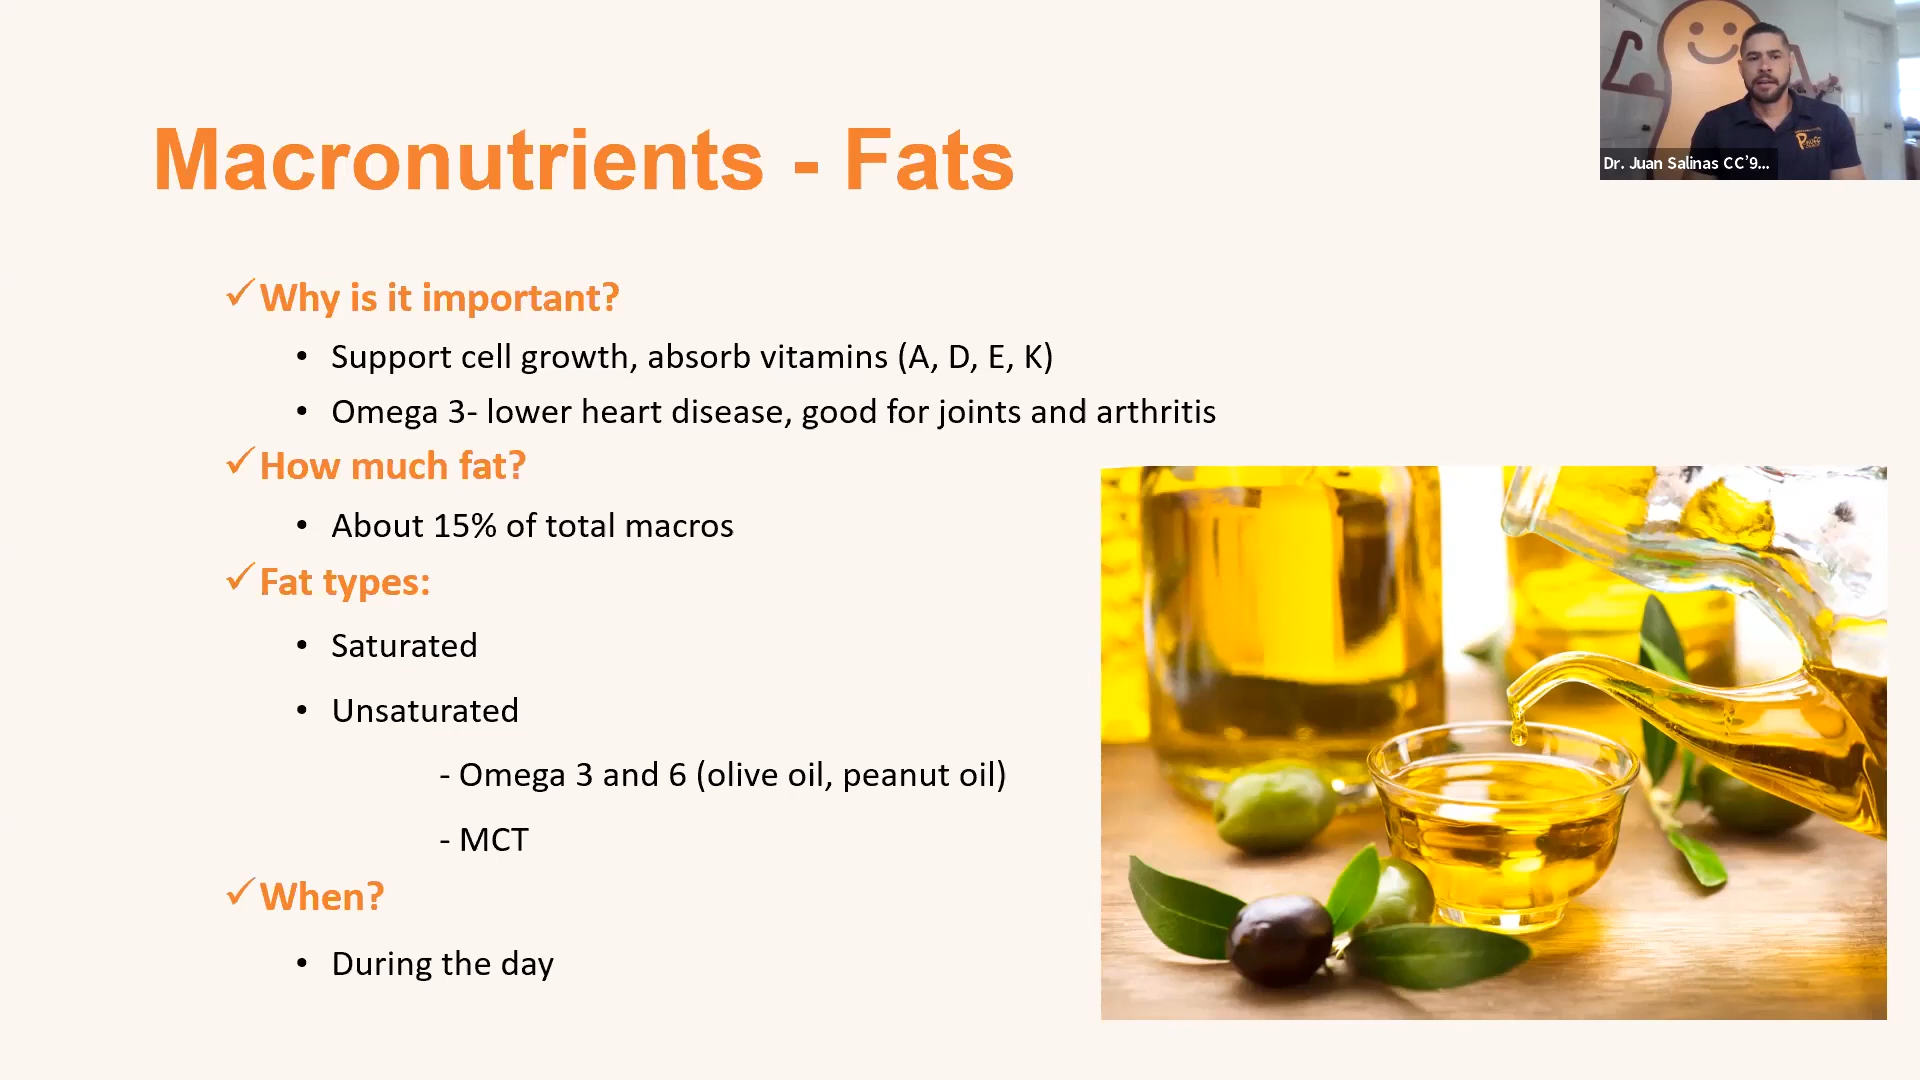 Macronutrients - Fats
Dr. Juan Salinas CC’9...
✓Why is it important?
• Support cell growth, absorb vitamins (A, D, E, K)
• Omega 3- lower heart disease, good for joints and arthritis
✓How much fat?
• About 15% of total macros
✓Fat types:
• Saturated
• Unsaturated
- Omega 3 and 6 (olive oil, peanut oil)
- MCT
✓When?
• During the day